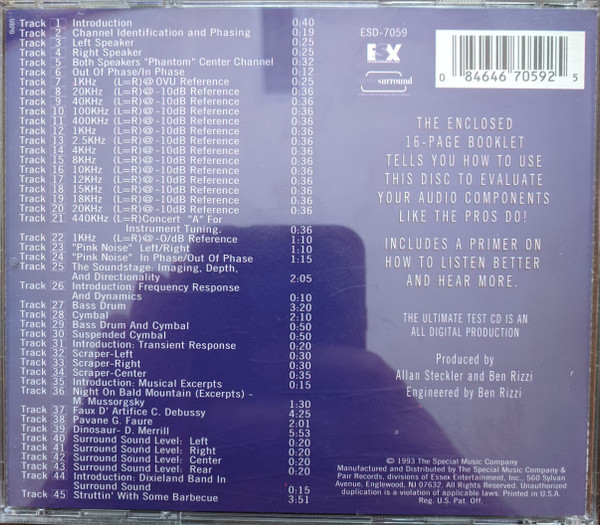 Track 1 Introduction 0:40
Track 2 Channel Identification and Phasing 0:19
Track 3 Left Speaker 0:25
Track 4 Right Speaker 0:25
Track 5 Both Speakers "Phantom" Center Channel 0:32
Track 6 Out Of Phase/In Phase 0:12
Track 7 1KHz (L=R)@OVU Reference 0:25
Track 8 20KHz (L=R)@-10dB Reference 0:36
Track 9 40KHz (L=R)@-10dB Reference 0:36
Track 10 100KHz (L=R)@-10dB Reference 0:36
Track 11 400KHz (L=R)@-10dB Reference 0:36
Track 12 1KHz (L=R)@-10dB Reference 0:36
Track 13 2.5KHz (L=R)@-10dB Reference 0:36
Track 14 4KHz (L=R)@-10dB Reference 0:36
Track 15 8KHz (L=R)@-10dB Reference 0:36
Track 16 10KHz (L=R)@-10dB Reference 0:36
Track 17 12KHz (L=R)@-10dB Reference 0:36
Track 18 15KHz (L=R)@-10dB Reference 0:36
Track 19 18KHz (L=R)@-10dB Reference 0:36
Track 20 20KHz (L=R)@-10dB Reference 0:36
Track 21 440KHz (L=R)Concert "A" For
Instrument Tuning. 0:36
Track 22 1KHz (L=R)@-O/dB Reference 1:10
Track 23 "Pink Noise" Left/Right 1:10
Track 24 "Pink Noise" In Phase/Out Of Phase 1:15
Track 25 The Soundstage: Imaging, Depth,
And Directionality 2:05
Track 26 Introduction: Frequency Response
And Dynamics 0:10
Track 27 Bass Drum 3:20
Track 28 Cymbal 2:10
Track 29 Bass Drum And Cymbal 0:50
Track 30 Suspended Cymbal 0:50
Track 31 Introduction: Transient Response 0:20
Track 32 Scraper-Left 0:30
Track 33 Scraper-Right 0:30
Track 34 Scraper-Center 0:35
Track 35 Introduction: Musical Excerpts 0:15
Track 36 Night On Bald Mountain (Excerpts) -
M. Mussorgsky 1:30
Track 37 Faux D' Artifice C. Debussy 4:25
Track 38 Pavane G. Faure 2:01
Track 39 Dinosaur- D. Merrill 5:53
Track 40 Surround Sound Level: Left 0:20
Track 41 Surround Sound Level: Right 0:20
Track 42 Surround Sound Level: Center 0:20
Track 43 Surround Sound Level: Rear 0:20
Track 44 Introduction: Dixieland Band In
Surround Sound 0:15
Track 45 Struttin' With Some Barbecue 3:51
ESD-7059
ESX
surround
0 84646 70592 5
THE ENCLOSED
16-PAGE BOOKLET
TELLS YOU HOW TO USE
THIS DISC TO EVALUATE
YOUR AUDIO COMPONENTS
LIKE THE PROS DO!
INCLUDES A PRIMER ON
HOW TO LISTEN BETTER
AND HEAR MORE.
THE ULTIMATE TEST CD IS AN
ALL DIGITAL PRODUCTION
Produced by
Allan Steckler and Ben Rizzi
Engineered by Ben Rizzi
© 1993 The Special Music Company
Manufactured and Distributed by The Special Music Company &
Pair Records, divisions of Essex Entertainment, Inc., 560 Sylvan
Avenue, Englewood, NJ 07632. All Rights Reserved. Unauthorized
duplication is a violation of applicable laws. Printed in U.S.A.
Reg. U.S. Pat. Off.